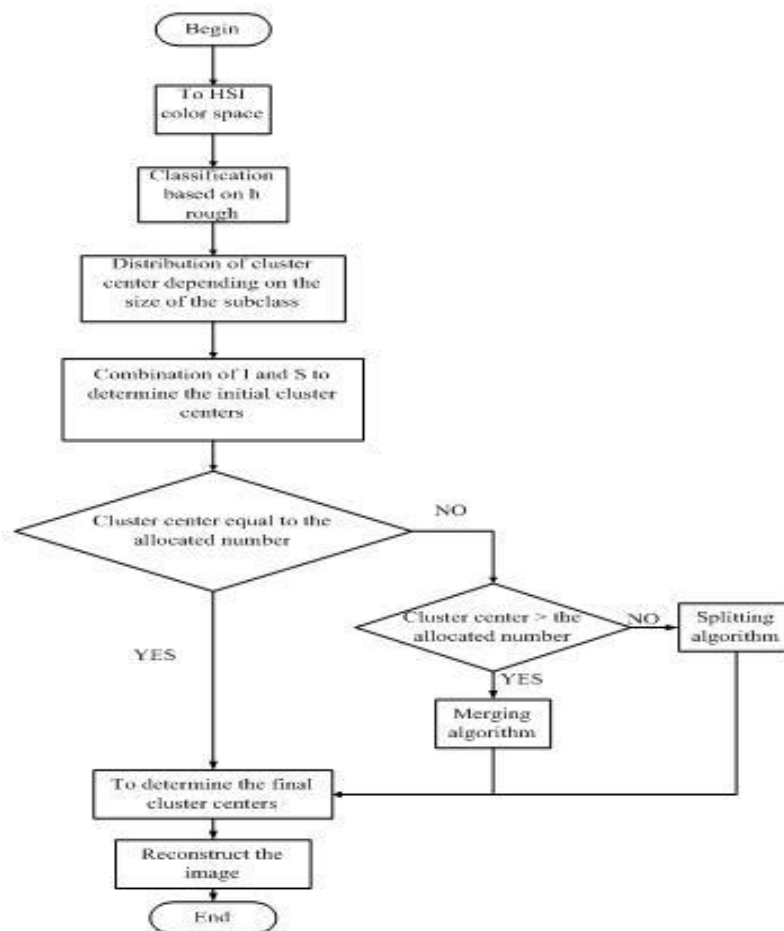 Begin
To HSI
color space
Classification
based on h
rough
Distribution of cluster
center depending on the
size of the subclass
Combination of I and S to
determine the initial cluster
centers
Cluster center equal to the
allocated number
NO
YES
Cluster center > the
allocated number
NO
Splitting
algorithm
YES
Merging
algorithm
To determine the final
cluster centers
Reconstruct the
image
End